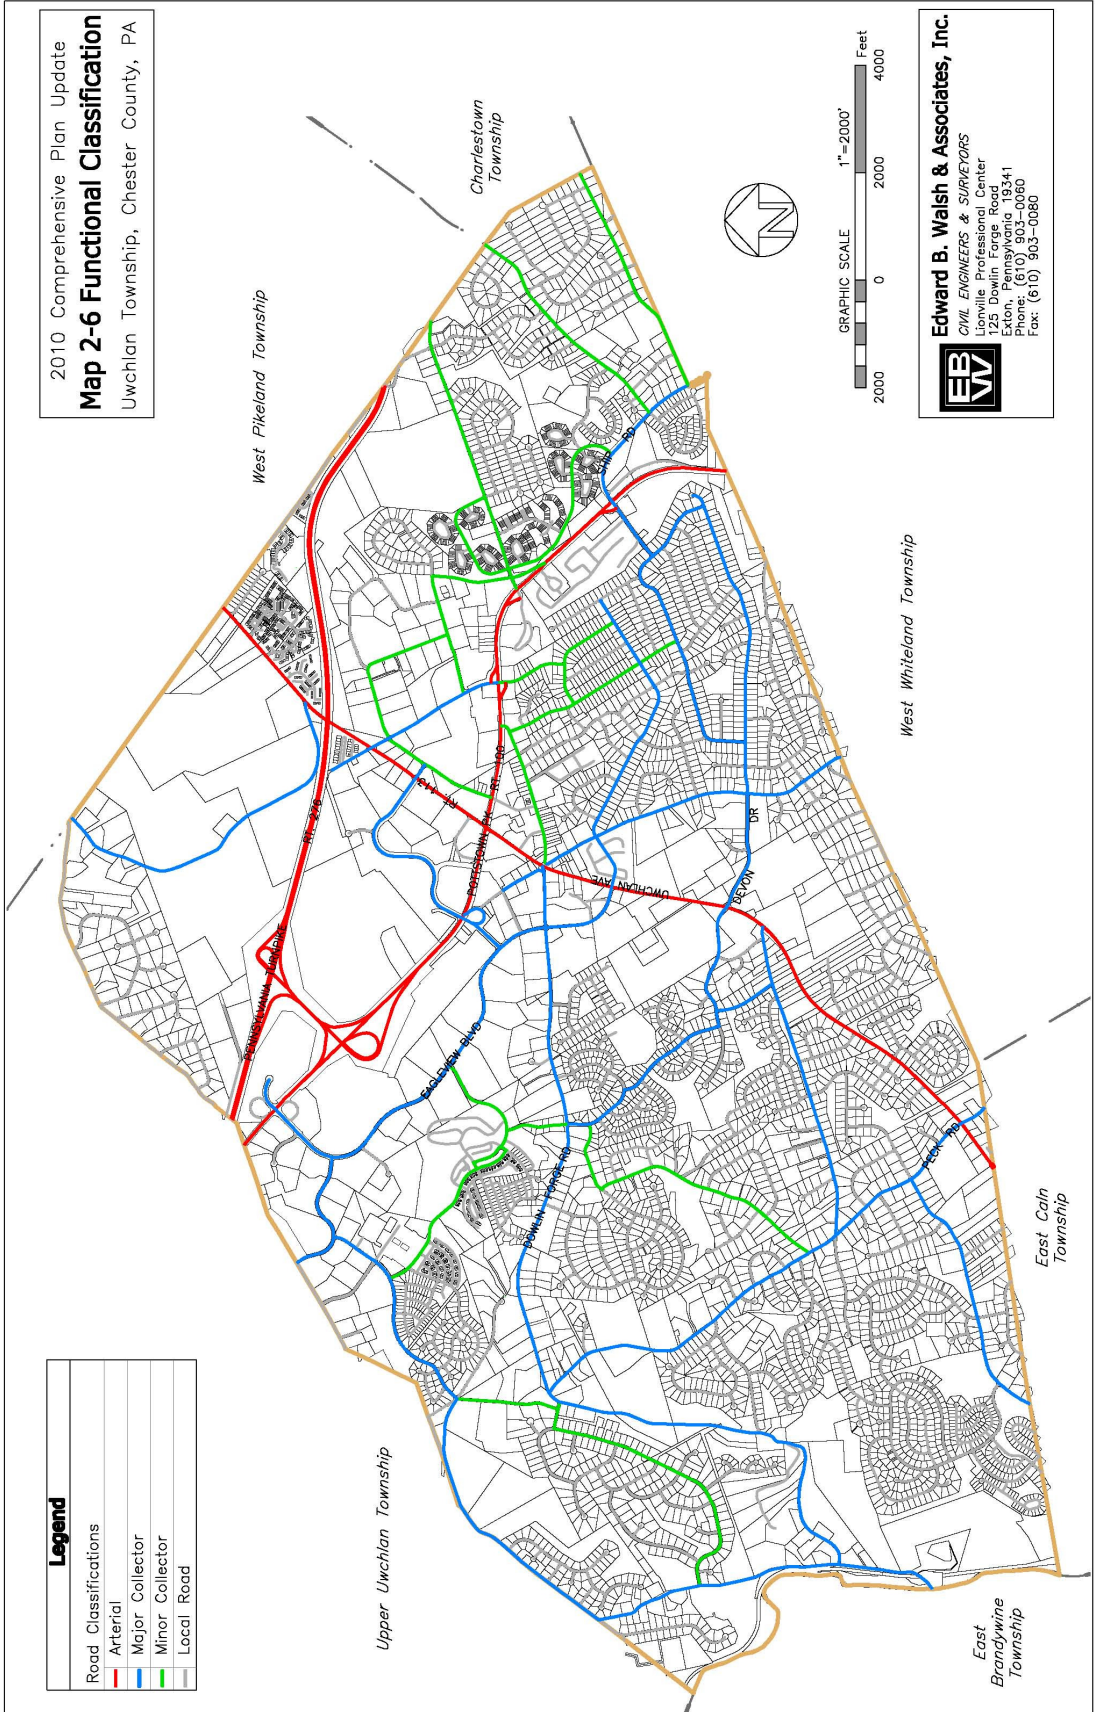 2010 Comprehensive Plan Update
Map 2-6 Functional Classification
Uwchlan Township, Chester County, PA
Legend
Road Classifications
Arterial
Major Collector
Minor Collector
Local Road
Upper Uwchlan Township
West Pikeland Township
Charlestown
Township
West Whiteland Township
East Caln
Township
East
Brandywine
Township
PENNSYLVANIA TURNPIKE
RT. 276
RT. 113
POTTSTOWN PK
RT. 100
UWCHLAN AVE
EAGLEVIEW BLVD
DOWLIN FORGE RD
DEVON
DR
PECK RD
SHIP RD
N
GRAPHIC SCALE
1"=2000'
2000
0
2000
4000
Feet
EBW
Edward B. Walsh & Associates, Inc.
CIVIL ENGINEERS & SURVEYORS
Lionville Professional Center
125 Dowlin Forge Road
Exton, Pennsylvania 19341
Phone: (610) 903-0060
Fax: (610) 903-0080